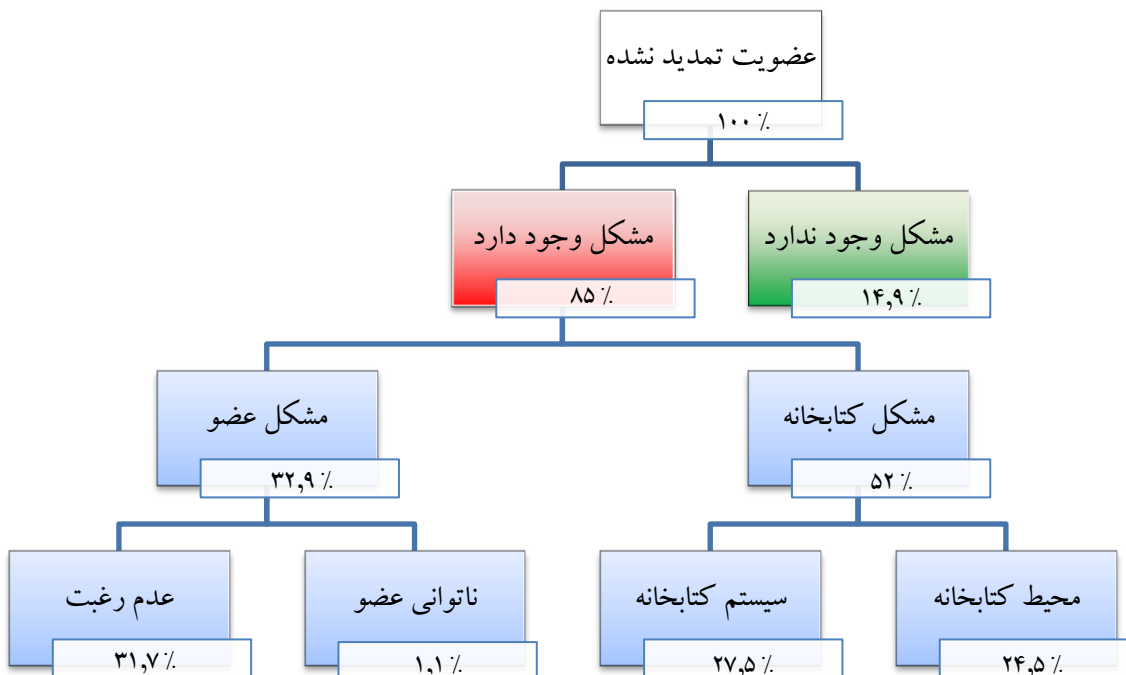 عضویت تمدید نشده
۱۰۰ ٪
مشکل وجود ندارد
۱۴,۹ ٪
مشکل وجود دارد
۸۵ ٪
مشکل کتابخانه
۵۲ ٪
مشکل عضو
۳۲,۹ ٪
محیط کتابخانه
۲۴,۵ ٪
سیستم کتابخانه
۲۷,۵ ٪
ناتوانی عضو
۱,۱ ٪
عدم رغبت
۳۱,۷ ٪